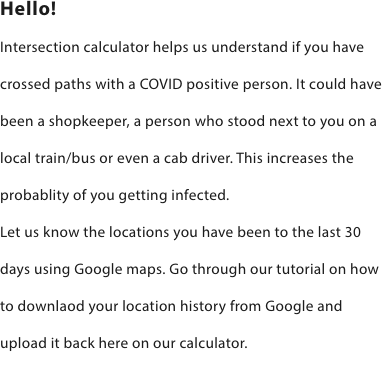 Hello!
Intersection calculator helps us understand if you have
crossed paths with a COVID positive person. It could have
been a shopkeeper, a person who stood next to you on a
local train/bus or even a cab driver. This increases the
probablity of you getting infected.
Let us know the locations you have been to the last 30
days using Google maps. Go through our tutorial on how
to downlaod your location history from Google and
upload it back here on our calculator.